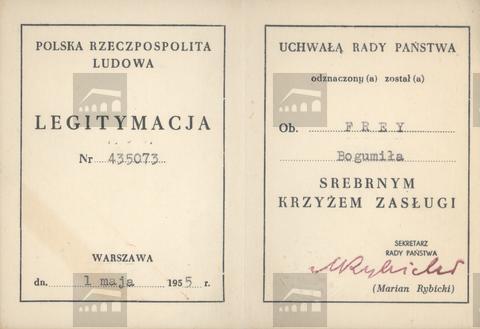 POLSKA RZECZPOSPOLITA
LUDOWA
LEGITYMACJA
Nr 435073
WARSZAWA
dn. 1 maja 1955 r.
UCHWAŁĄ RADY PAŃSTWA
odznaczony (a) został (a)
Ob. FREY
Bogumiła
SREBRNYM
KRZYŻEM ZASŁUGI
SEKRETARZ
RADY PAŃSTWA
MRybicki
(Marian Rybicki)